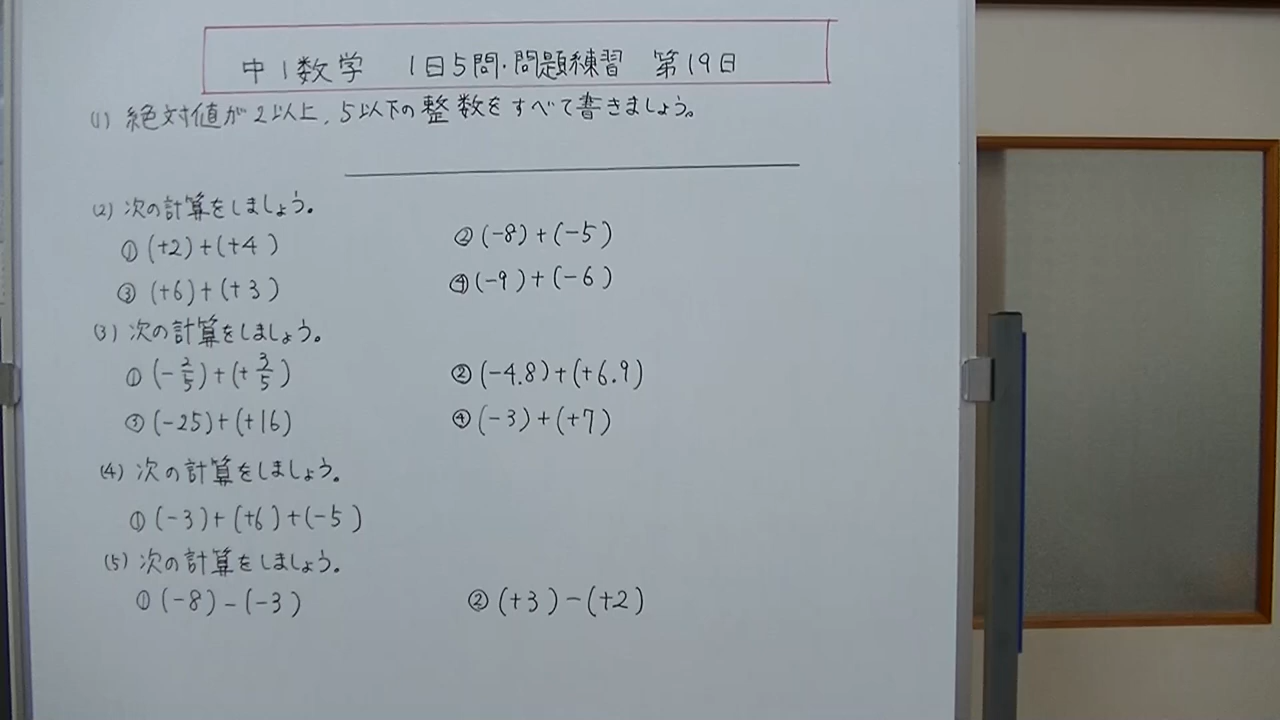 中1数学 1日5問・問題練習 第19日
(1) 絶対値が2以上，5以下の整数をすべて書きましょう。
(2) 次の計算をしましょう。
① (+2)+(+4) ② (-8)+(-5)
③ (+6)+(+3) ④ (-9)+(-6)
(3) 次の計算をしましょう。
① (-2/5)+(+3/5) ② (-4.8)+(+6.9)
③ (-25)+(+16) ④ (-3)+(+7)
(4) 次の計算をしましょう。
① (-3)+(+6)+(-5)
(5) 次の計算をしましょう。
① (-8)-(-3) ② (+3)-(+2)